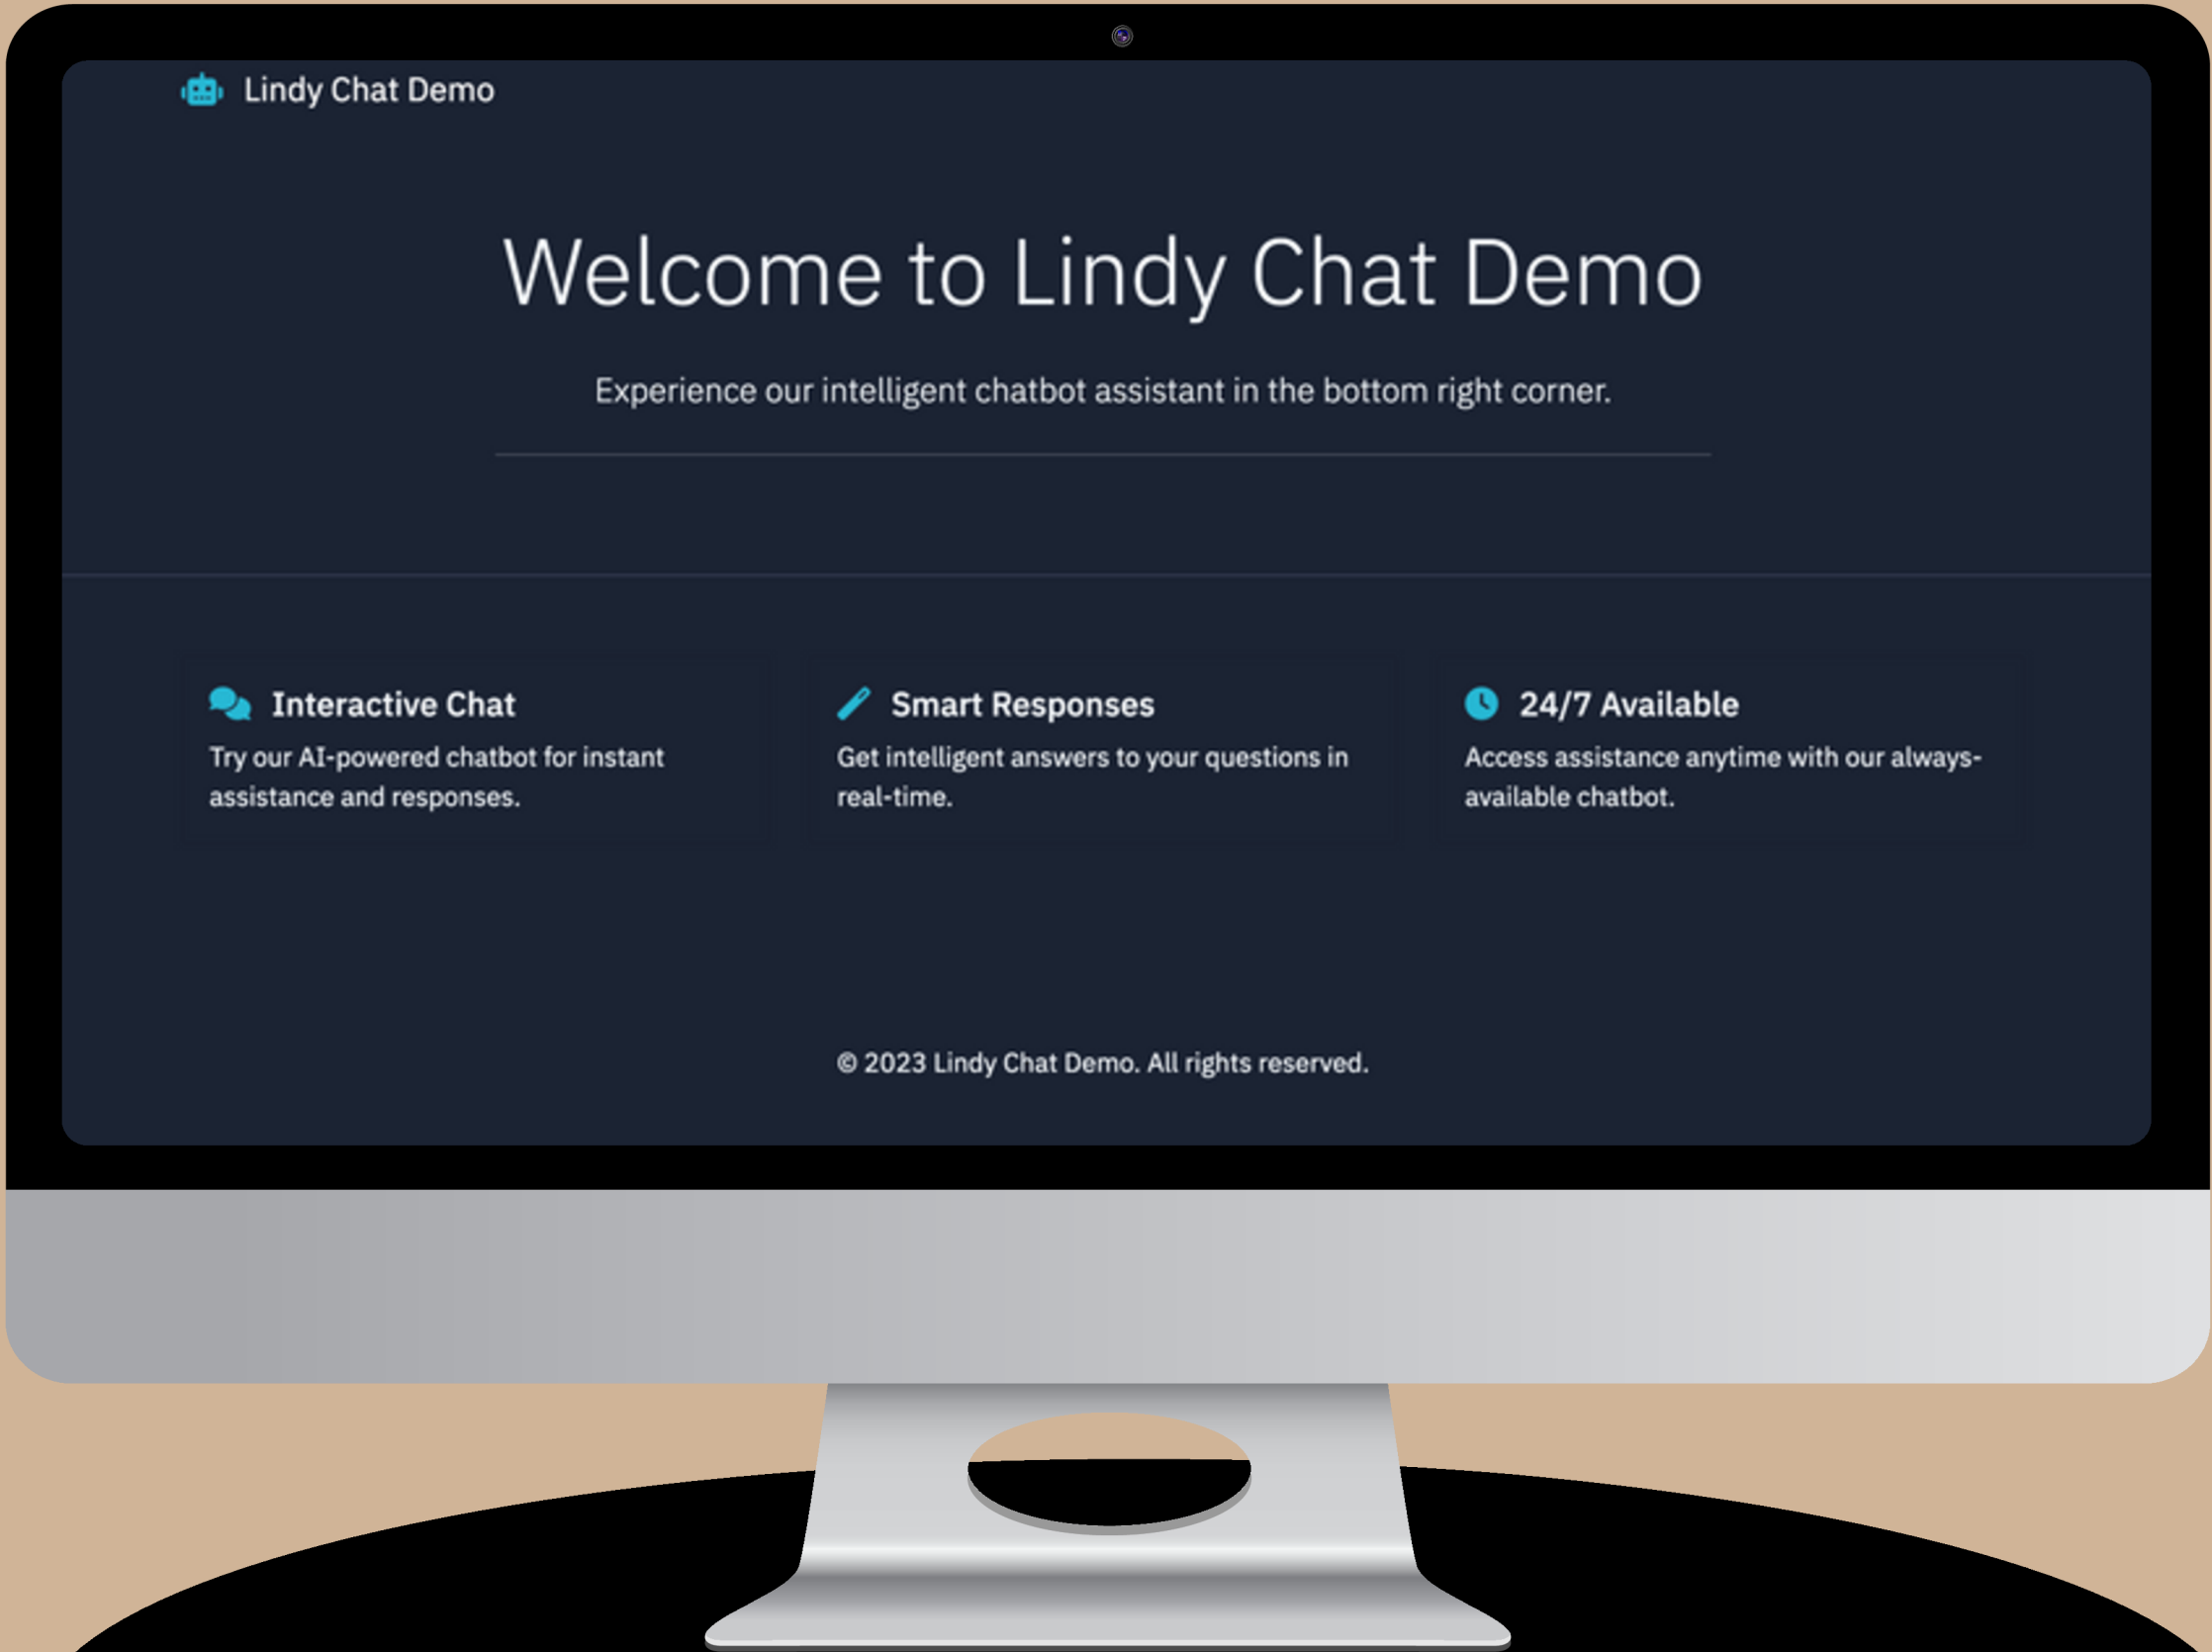 Lindy Chat Demo
Welcome to Lindy Chat Demo
Experience our intelligent chatbot assistant in the bottom right corner.
Interactive Chat
Try our AI-powered chatbot for instant
assistance and responses.
Smart Responses
Get intelligent answers to your questions in
real-time.
24/7 Available
Access assistance anytime with our always-
available chatbot.
© 2023 Lindy Chat Demo. All rights reserved.